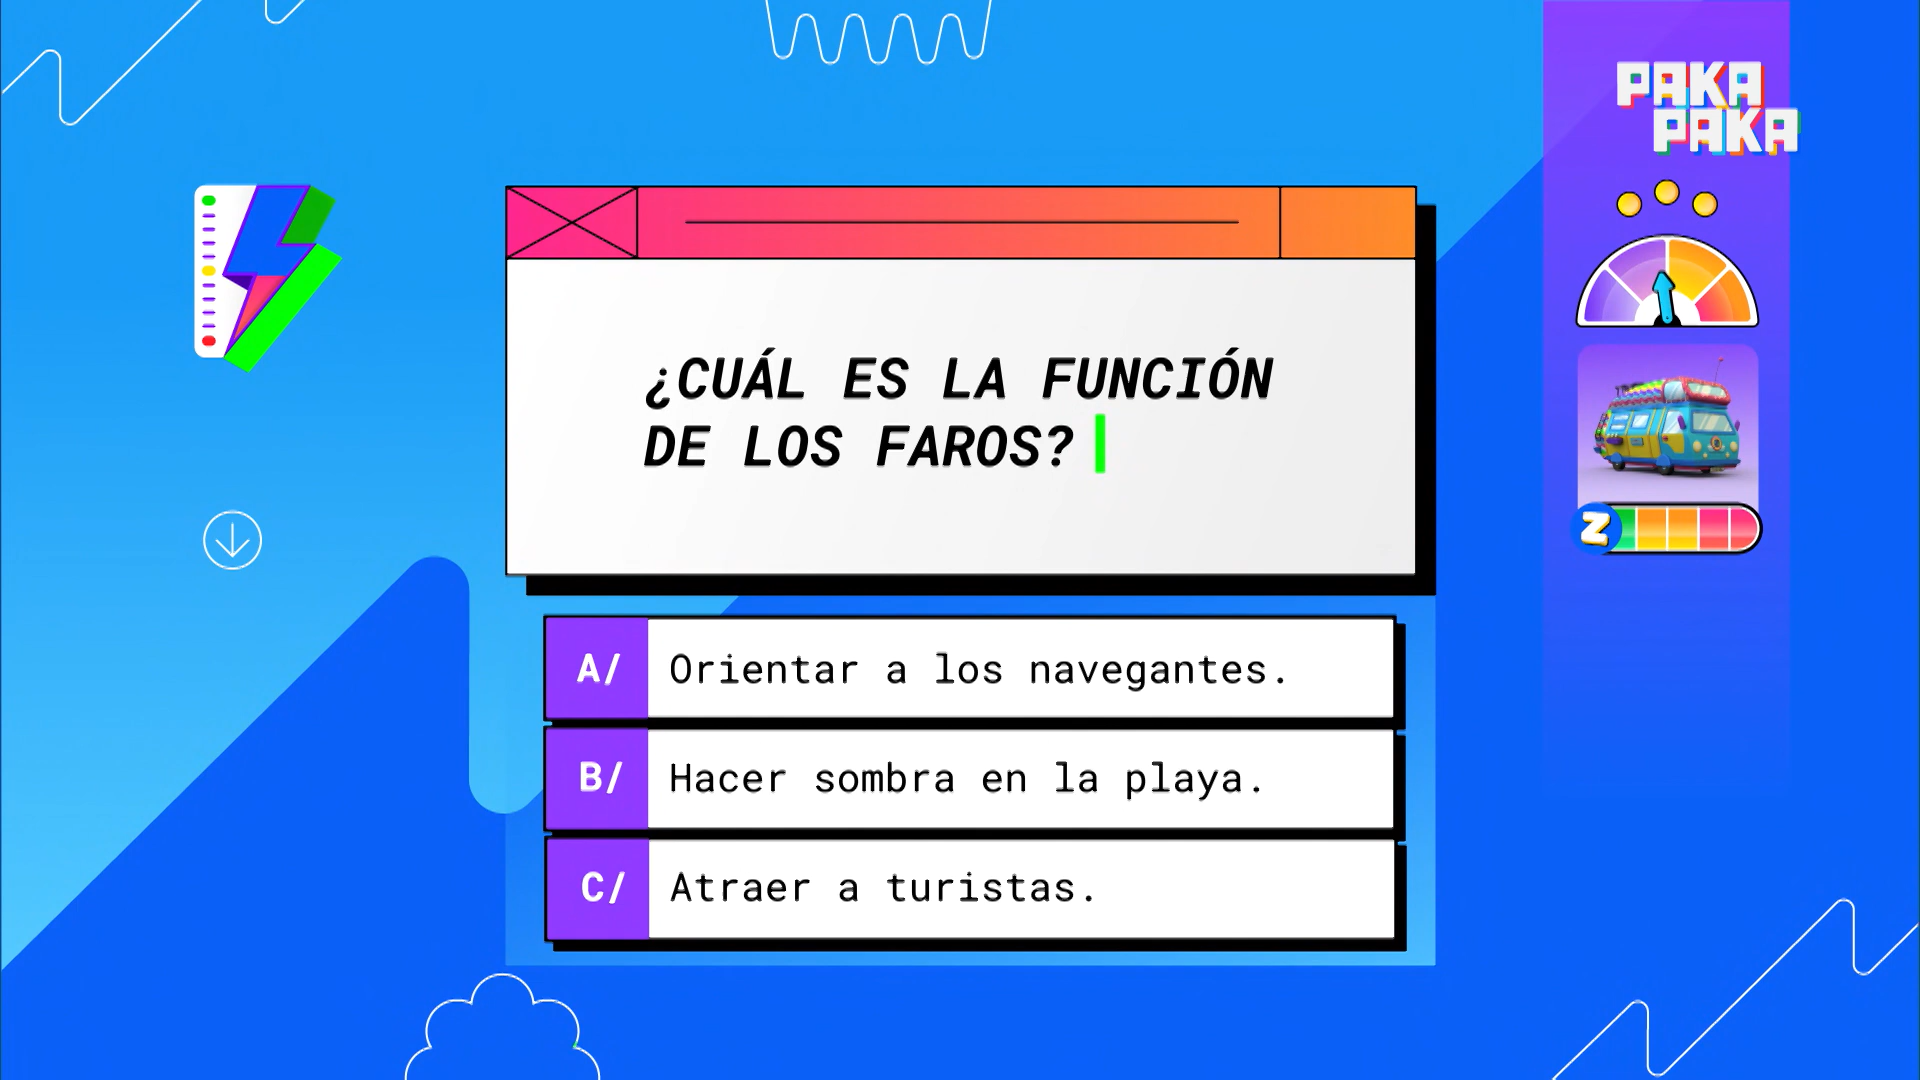 PAKA
PAKA
¿CUÁL ES LA FUNCIÓN
DE LOS FAROS?
A/ Orientar a los navegantes.
B/ Hacer sombra en la playa.
C/ Atraer a turistas.
Z